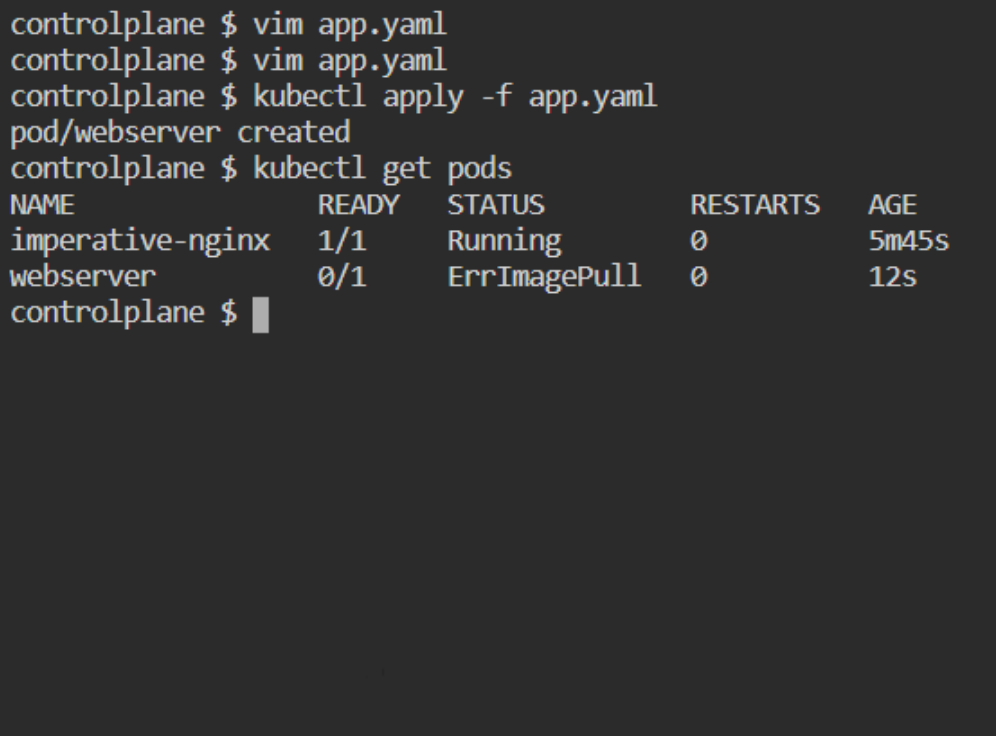 controlplane $ vim app.yaml
controlplane $ vim app.yaml
controlplane $ kubectl apply -f app.yaml
pod/webserver created
controlplane $ kubectl get pods
NAME READY STATUS RESTARTS AGE
imperative-nginx 1/1 Running 0 5m45s
webserver 0/1 ErrImagePull 0 12s
controlplane $